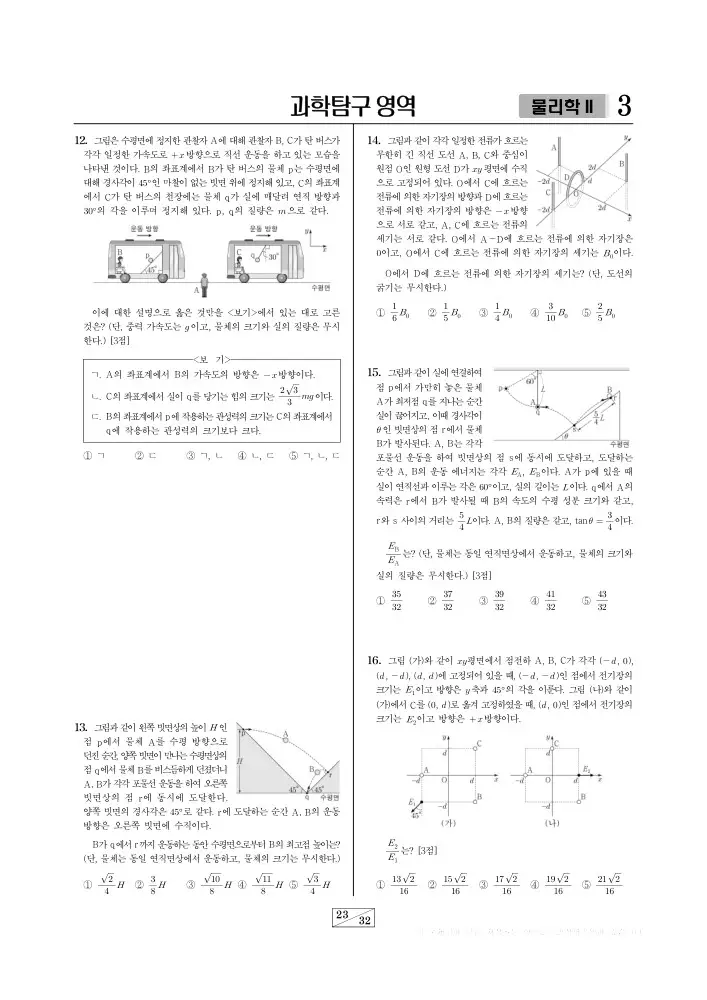 과학탐구 영역
물리학Ⅱ
3
12. 그림은 수평면에 정지한 관찰자 A에 대해 관찰자 B, C가 탄 버스가
각각 일정한 가속도로 +x방향으로 직선 운동을 하고 있는 모습을
나타낸 것이다. B의 좌표계에서 B가 탄 버스의 물체 p는 수평면에
대해 경사각이 45°인 마찰이 없는 빗면 위에 정지해 있고, C의 좌표계
에서 C가 탄 버스의 천장에는 물체 q가 실에 매달려 연직 방향과
30°의 각을 이루며 정지해 있다. p, q의 질량은 m으로 같다.
운동 방향
운동 방향
y
x
B
p
45°
C
q
30°
A
수평면
이에 대한 설명으로 옳은 것만을 <보기>에서 있는 대로 고른
것은? (단, 중력 가속도는 g이고, 물체의 크기와 실의 질량은 무시
한다.) [3점]
<보 기>
ㄱ. A의 좌표계에서 B의 가속도의 방향은 −x방향이다.
ㄴ. C의 좌표계에서 실이 q를 당기는 힘의 크기는 2√3/3 mg이다.
ㄷ. B의 좌표계에서 p에 작용하는 관성력의 크기는 C의 좌표계에서
q에 작용하는 관성력의 크기보다 크다.
① ㄱ ② ㄷ ③ ㄱ, ㄴ ④ ㄴ, ㄷ ⑤ ㄱ, ㄴ, ㄷ
13. 그림과 같이 왼쪽 빗면상의 높이 H인
점 p에서 물체 A를 수평 방향으로
던진 순간, 양쪽 빗면이 만나는 수평면상의
점 q에서 물체 B를 비스듬하게 던졌더니
A, B가 각각 포물선 운동을 하여 오른쪽
빗면상의 점 r에 동시에 도달한다.
양쪽 빗면의 경사각은 45°로 같다. r에 도달하는 순간 A, B의 운동
방향은 오른쪽 빗면에 수직이다.
p
A
H
B
r
45°
q
45°
수평면
B가 q에서 r까지 운동하는 동안 수평면으로부터 B의 최고점 높이는?
(단, 물체는 동일 연직면상에서 운동하고, 물체의 크기는 무시한다.)
① √2/4 H ② 3/8 H ③ √10/8 H ④ √11/8 H ⑤ √3/4 H
14. 그림과 같이 각각 일정한 전류가 흐르는
무한히 긴 직선 도선 A, B, C와 중심이
원점 O인 원형 도선 D가 xy평면에 수직
으로 고정되어 있다. O에서 C에 흐르는
전류에 의한 자기장의 방향과 D에 흐르는
전류에 의한 자기장의 방향은 −x방향
으로 서로 같고, A, C에 흐르는 전류의
세기는 서로 같다. O에서 A~D에 흐르는 전류에 의한 자기장은
0이고, O에서 C에 흐르는 전류에 의한 자기장의 세기는 B₀이다.
A
y
2d
B
D
−2d
d
C
O
−d
2d
x
O에서 D에 흐르는 전류에 의한 자기장의 세기는? (단, 도선의
굵기는 무시한다.)
① 1/6 B₀ ② 1/5 B₀ ③ 1/4 B₀ ④ 3/10 B₀ ⑤ 2/5 B₀
15. 그림과 같이 실에 연결하여
점 p에서 가만히 놓은 물체
A가 최저점 q를 지나는 순간
실이 끊어지고, 이때 경사각이
θ인 빗면상의 점 r에서 물체
B가 발사된다. A, B는 각각
포물선 운동을 하여 빗면상의 점 s에 동시에 도달하고, 도달하는
순간 A, B의 운동 에너지는 각각 E_A, E_B이다. A가 p에 있을 때
실이 연직선과 이루는 각은 60°이고, 실의 길이는 L이다. q에서 A의
속력은 r에서 B가 발사될 때 B의 속도의 수평 성분 크기와 같고,
r와 s 사이의 거리는 5/4 L이다. A, B의 질량은 같고, tanθ = 3/4 이다.
p
60°
L
A
q
B
r
5/4 L
s
θ
수평면
E_B/E_A 는? (단, 물체는 동일 연직면상에서 운동하고, 물체의 크기와
실의 질량은 무시한다.) [3점]
① 35/32 ② 37/32 ③ 39/32 ④ 41/32 ⑤ 43/32
16. 그림 (가)와 같이 xy평면에서 점전하 A, B, C가 각각 (−d, 0),
(d, −d), (d, d)에 고정되어 있을 때, (−d, −d)인 점에서 전기장의
크기는 E₁이고 방향은 y축과 45°의 각을 이룬다. 그림 (나)와 같이
(가)에서 C를 (0, d)로 옮겨 고정하였을 때, (d, 0)인 점에서 전기장의
크기는 E₂이고 방향은 +x방향이다.
y
d
C
A
−d
O
d
x
E₁
45°
−d
B
(가)
y
d
C
A
−d
O
E₂
d
x
−d
B
(나)
E₂/E₁ 는? [3점]
① 13√2/16 ② 15√2/16 ③ 17√2/16 ④ 19√2/16 ⑤ 21√2/16
23
32